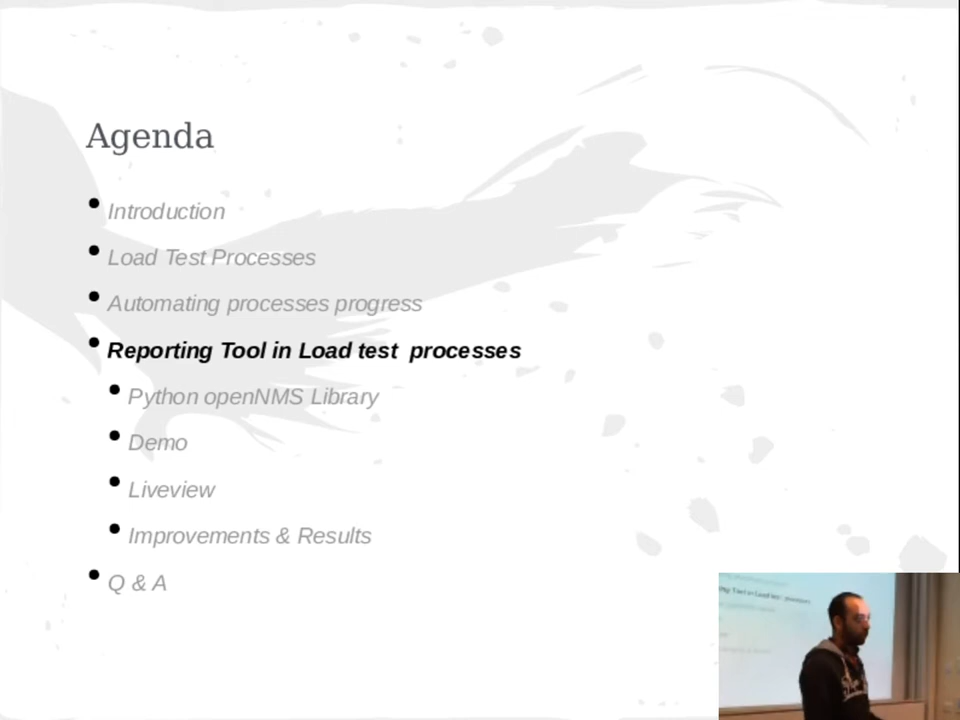 Agenda
Introduction
Load Test Processes
Automating processes progress
Reporting Tool in Load test processes
Python openNMS Library
Demo
Liveview
Improvements & Results
Q & A